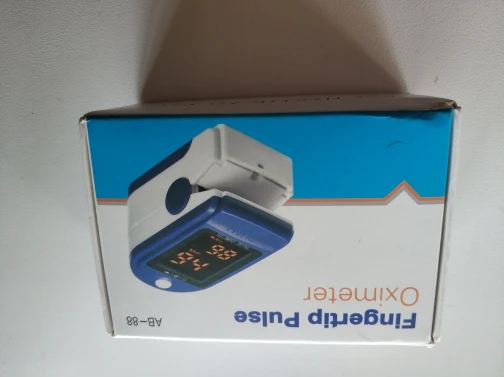 Fingertip Pulse
Oximeter
AB-88